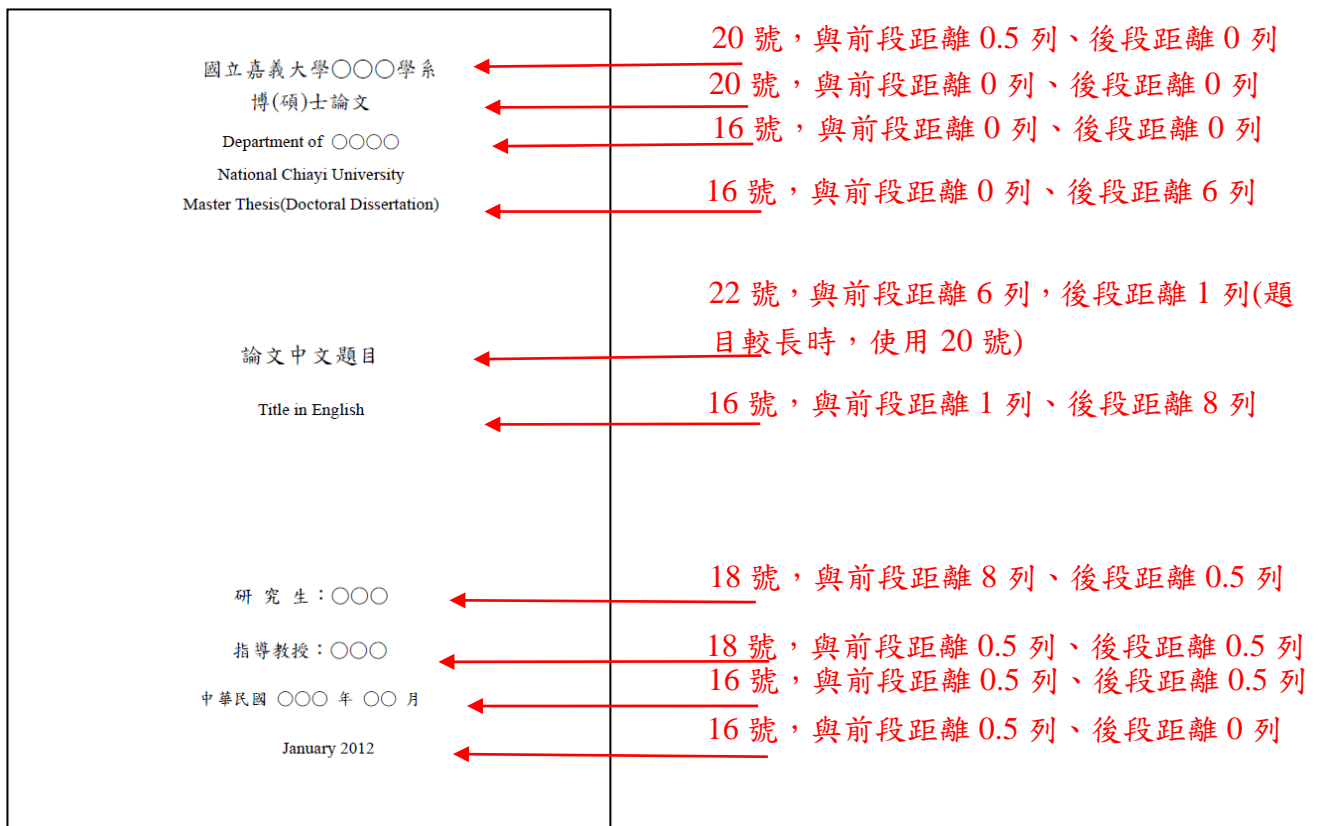 國立嘉義大學○○○學系
博(碩)士論文
Department of ○○○○
National Chiayi University
Master Thesis(Doctoral Dissertation)
論文中文題目
Title in English
研 究 生：○○○
指導教授：○○○
中華民國 ○○○ 年 ○○ 月
January 2012
20 號，與前段距離 0.5 列、後段距離 0 列
20 號，與前段距離 0 列、後段距離 0 列
16 號，與前段距離 0 列、後段距離 0 列
16 號，與前段距離 0 列、後段距離 6 列
22 號，與前段距離 6 列，後段距離 1 列(題
目較長時，使用 20 號)
16 號，與前段距離 1 列、後段距離 8 列
18 號，與前段距離 8 列、後段距離 0.5 列
18 號，與前段距離 0.5 列、後段距離 0.5 列
16 號，與前段距離 0.5 列、後段距離 0.5 列
16 號，與前段距離 0.5 列、後段距離 0 列